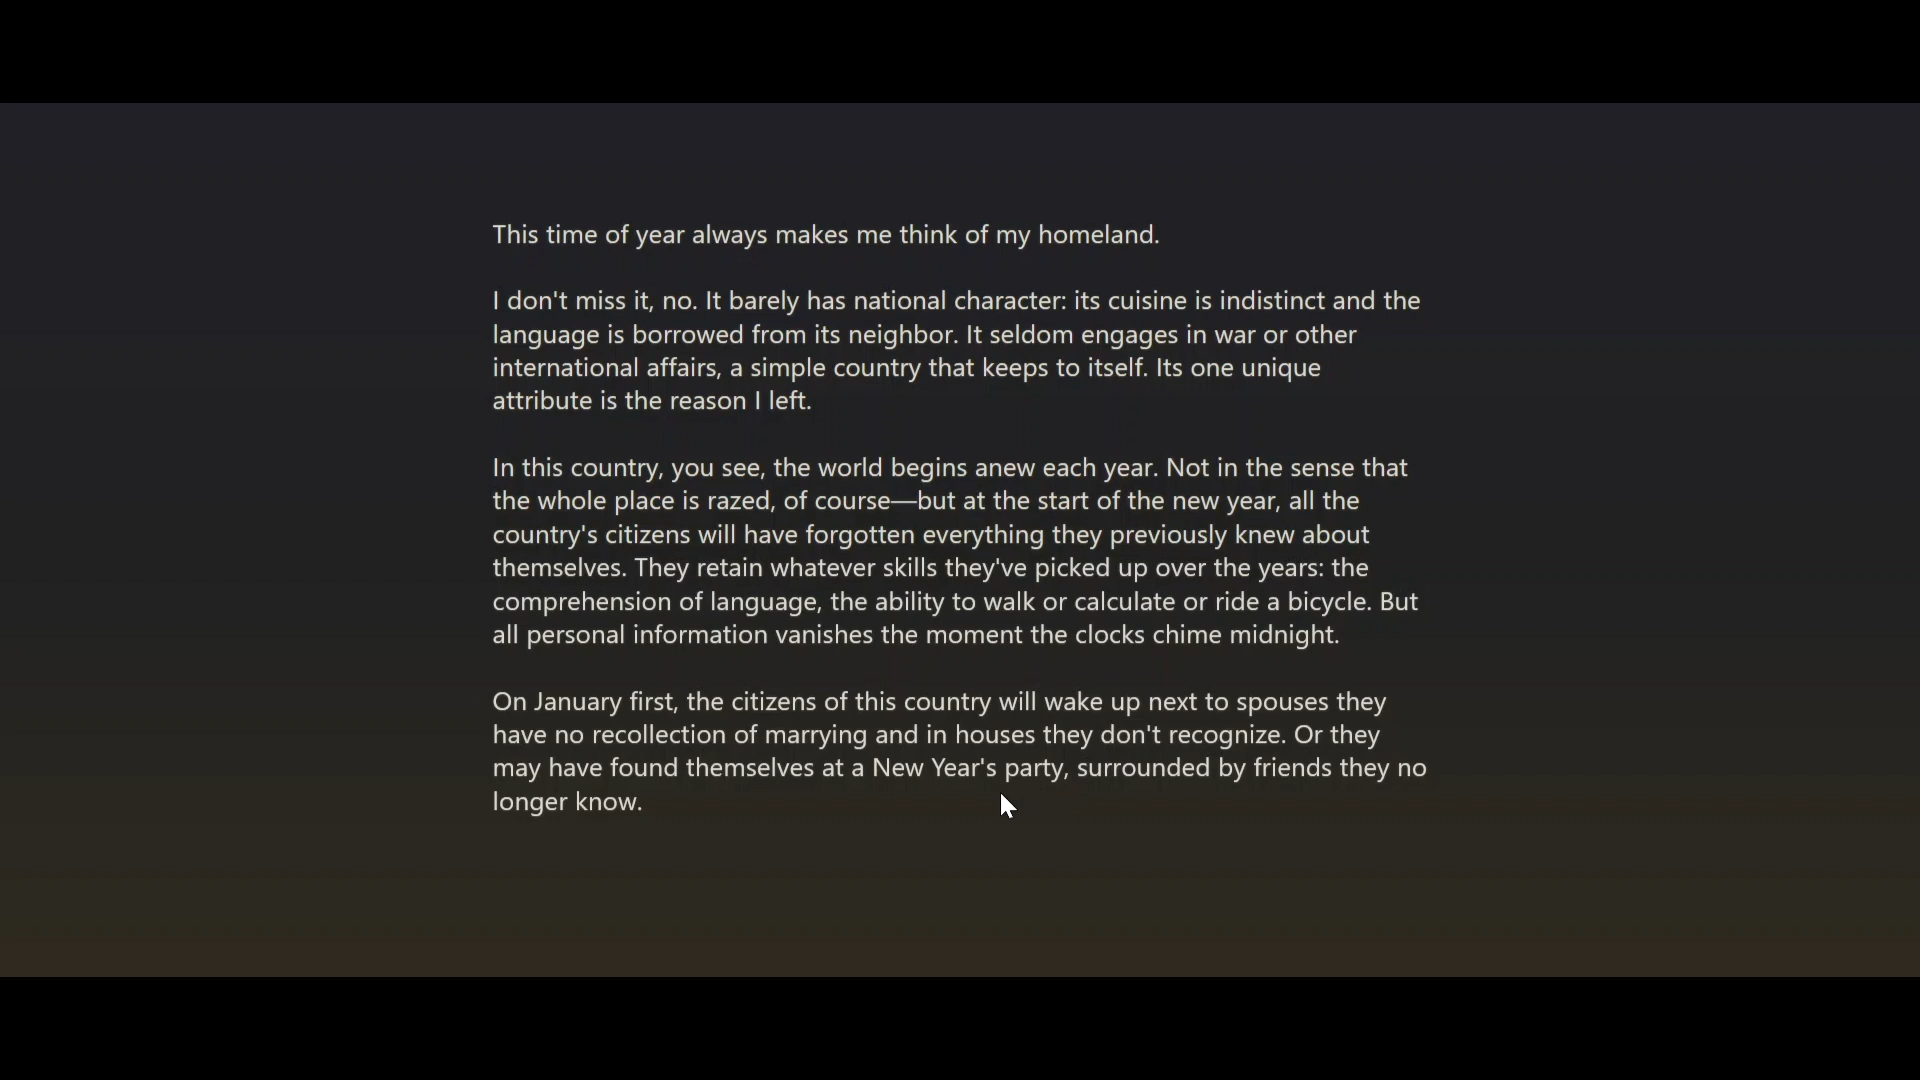 This time of year always makes me think of my homeland.
I don't miss it, no. It barely has national character: its cuisine is indistinct and the
language is borrowed from its neighbor. It seldom engages in war or other
international affairs, a simple country that keeps to itself. Its one unique
attribute is the reason I left.
In this country, you see, the world begins anew each year. Not in the sense that
the whole place is razed, of course—but at the start of the new year, all the
country's citizens will have forgotten everything they previously knew about
themselves. They retain whatever skills they've picked up over the years: the
comprehension of language, the ability to walk or calculate or ride a bicycle. But
all personal information vanishes the moment the clocks chime midnight.
On January first, the citizens of this country will wake up next to spouses they
have no recollection of marrying and in houses they don't recognize. Or they
may have found themselves at a New Year's party, surrounded by friends they no
longer know.